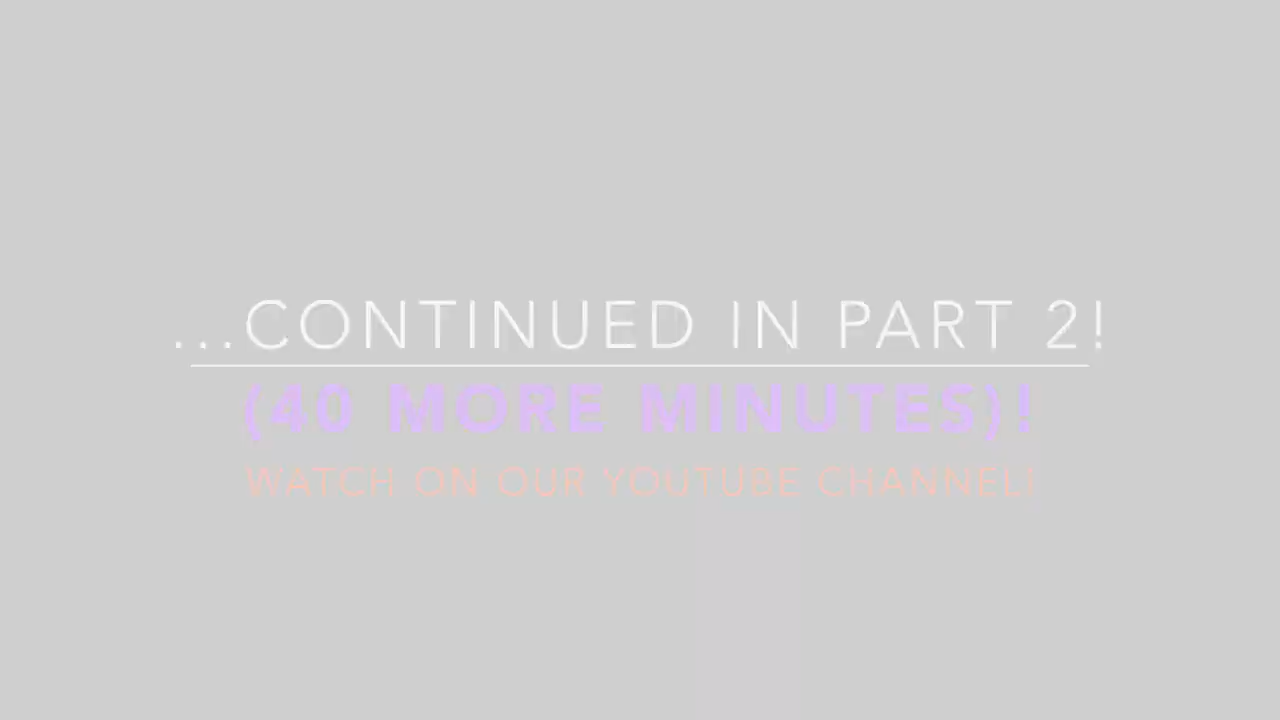 ...CONTINUED IN PART 2!
(40 MORE MINUTES)!
WATCH ON OUR YOUTUBE CHANNEL!